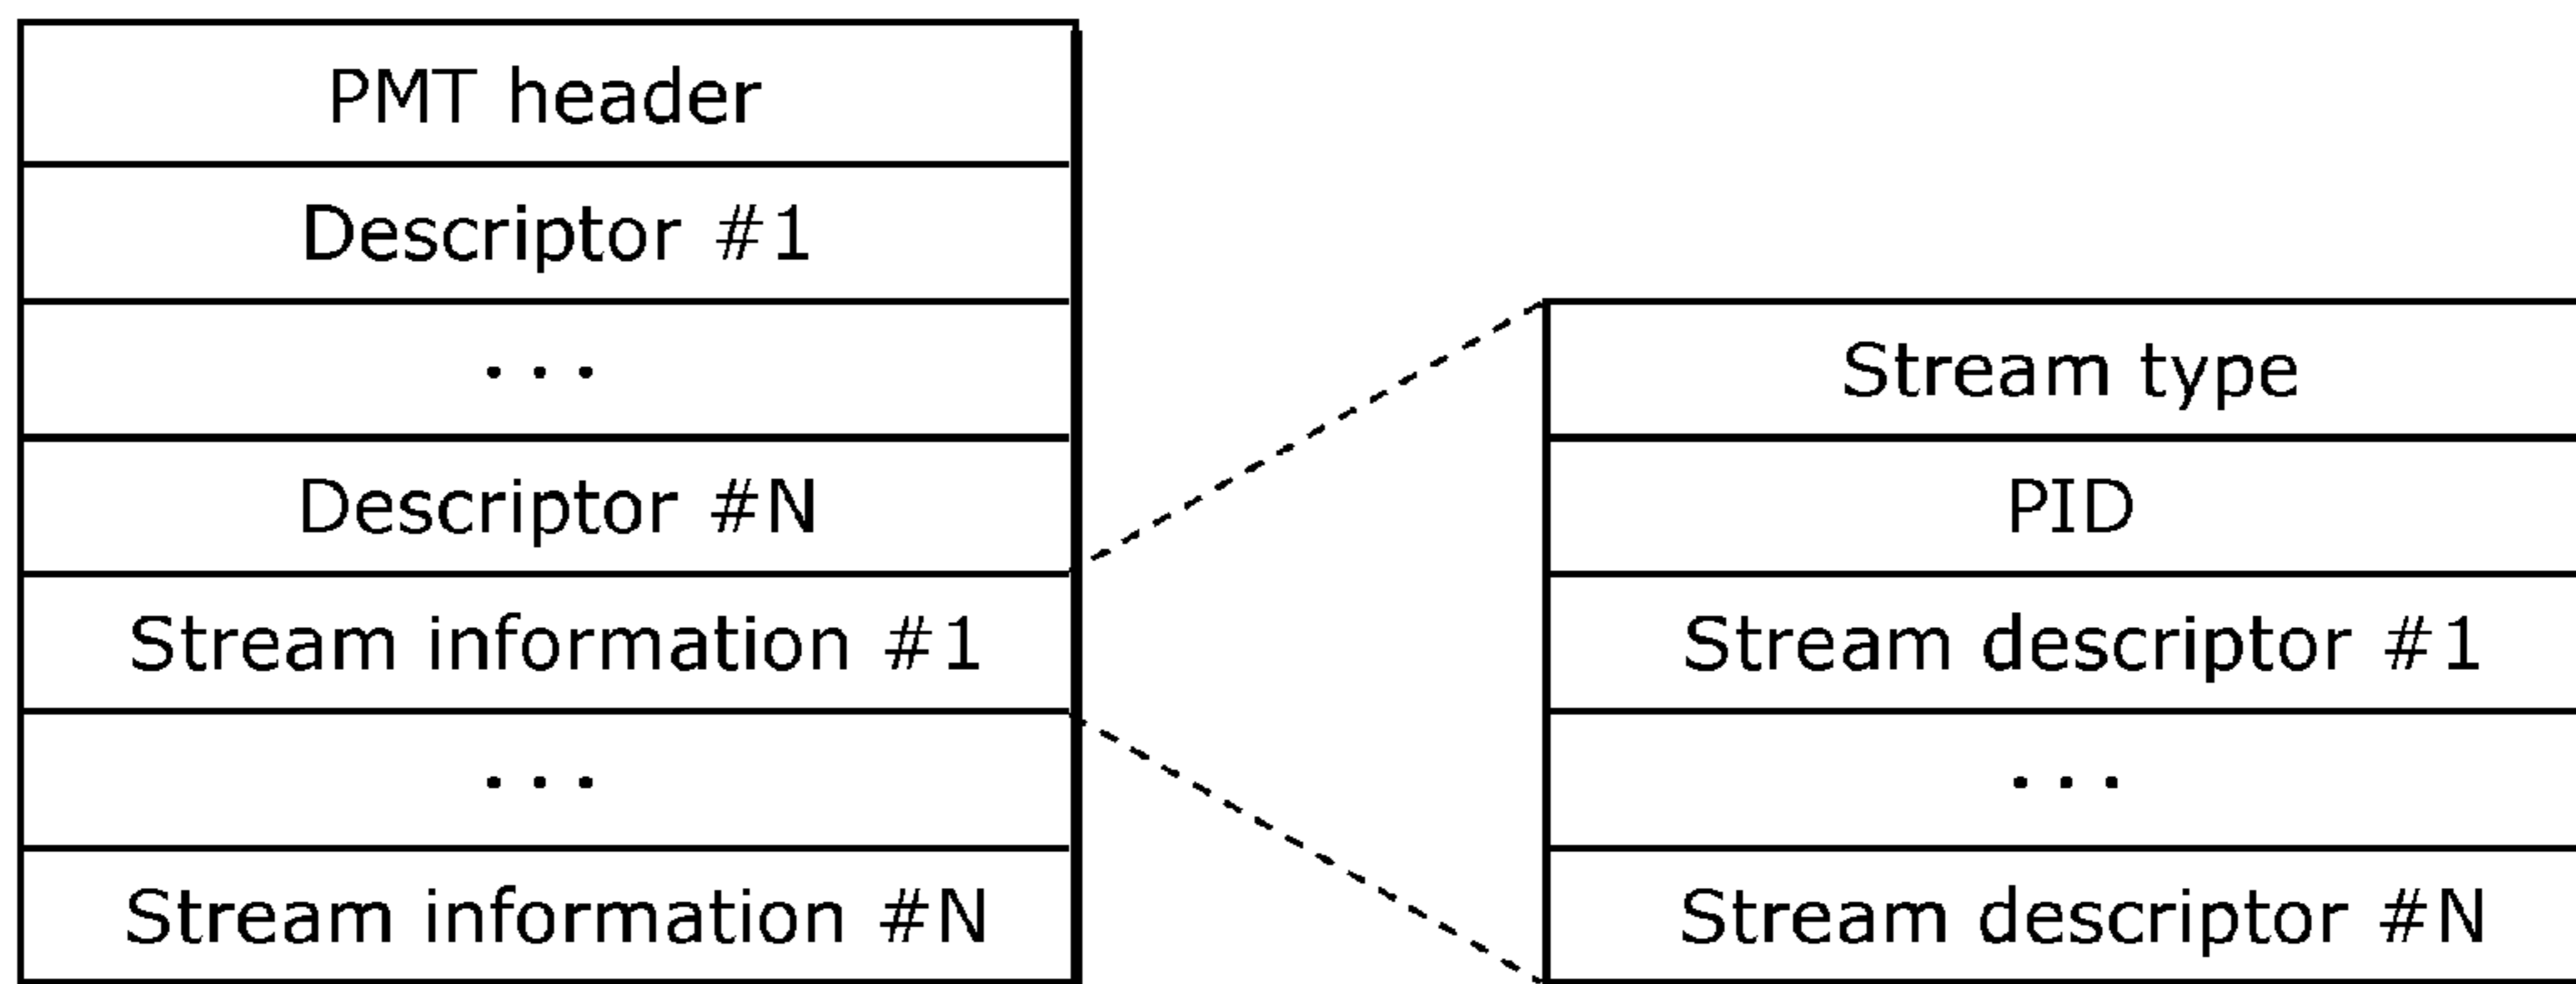 PMT header
Descriptor #1
...
Descriptor #N
Stream information #1
...
Stream information #N
Stream type
PID
Stream descriptor #1
...
Stream descriptor #N